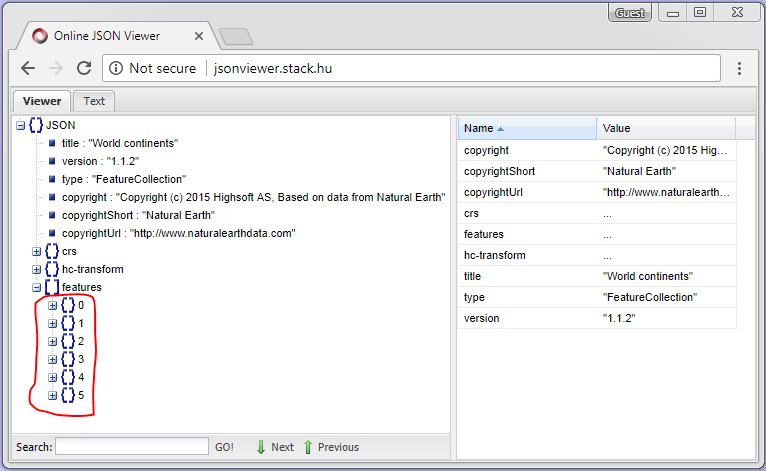 Guest
Online JSON Viewer
Not secure jsonviewer.stack.hu
Viewer Text
JSON
title : "World continents"
version : "1.1.2"
type : "FeatureCollection"
copyright : "Copyright (c) 2015 Highsoft AS, Based on data from Natural Earth"
copyrightShort : "Natural Earth"
copyrightUrl : "http://www.naturalearthdata.com"
crs
hc-transform
features
0
1
2
3
4
5
Search: GO! Next Previous
Name Value
copyright "Copyright (c) 2015 Hig...
copyrightShort "Natural Earth"
copyrightUrl "http://www.naturalearth...
crs ...
features ...
hc-transform ...
title "World continents"
type "FeatureCollection"
version "1.1.2"